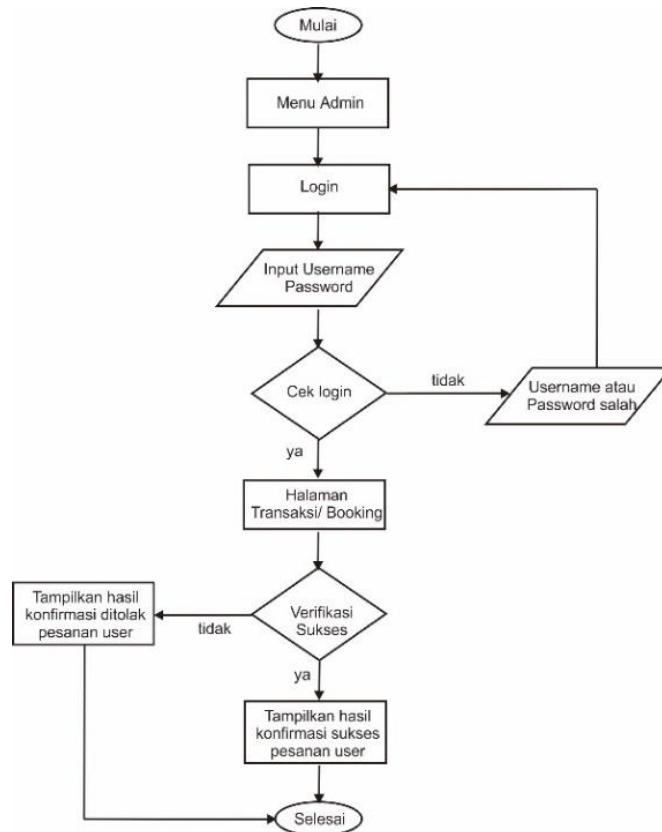 Mulai
Menu Admin
Login
Input Username
Password
Cek login
tidak
Username atau
Password salah
ya
Halaman
Transaksi/ Booking
Verifikasi
Sukses
tidak
Tampilkan hasil
konfirmasi ditolak
pesanan user
ya
Tampilkan hasil
konfirmasi sukses
pesanan user
Selesai